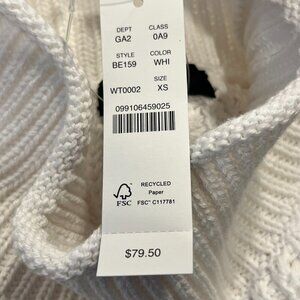 DEPT CLASS
GA2 0A9
STYLE COLOR
BE159 WHI
SIZE
WT0002 XS
099106459025
RECYCLED
Paper
FSC FSC® C117781
$79.50